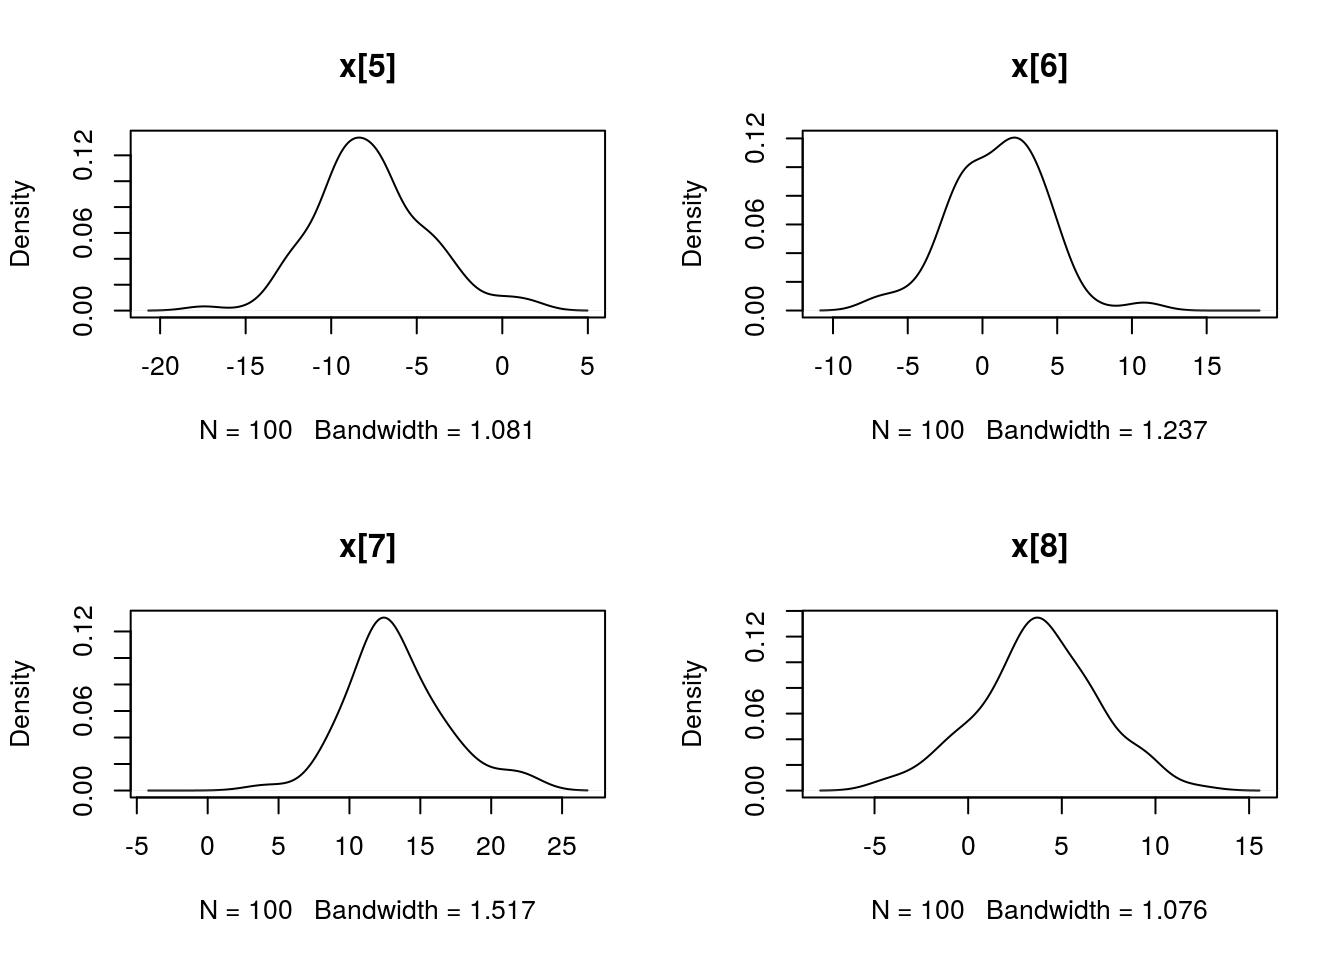 x[5]
Density
0.00 0.06 0.12
-20 -15 -10 -5 0 5
N = 100 Bandwidth = 1.081
x[6]
Density
0.00 0.06 0.12
-10 -5 0 5 10 15
N = 100 Bandwidth = 1.237
x[7]
Density
0.00 0.06 0.12
-5 0 5 10 15 20 25
N = 100 Bandwidth = 1.517
x[8]
Density
0.00 0.06 0.12
-5 0 5 10 15
N = 100 Bandwidth = 1.076